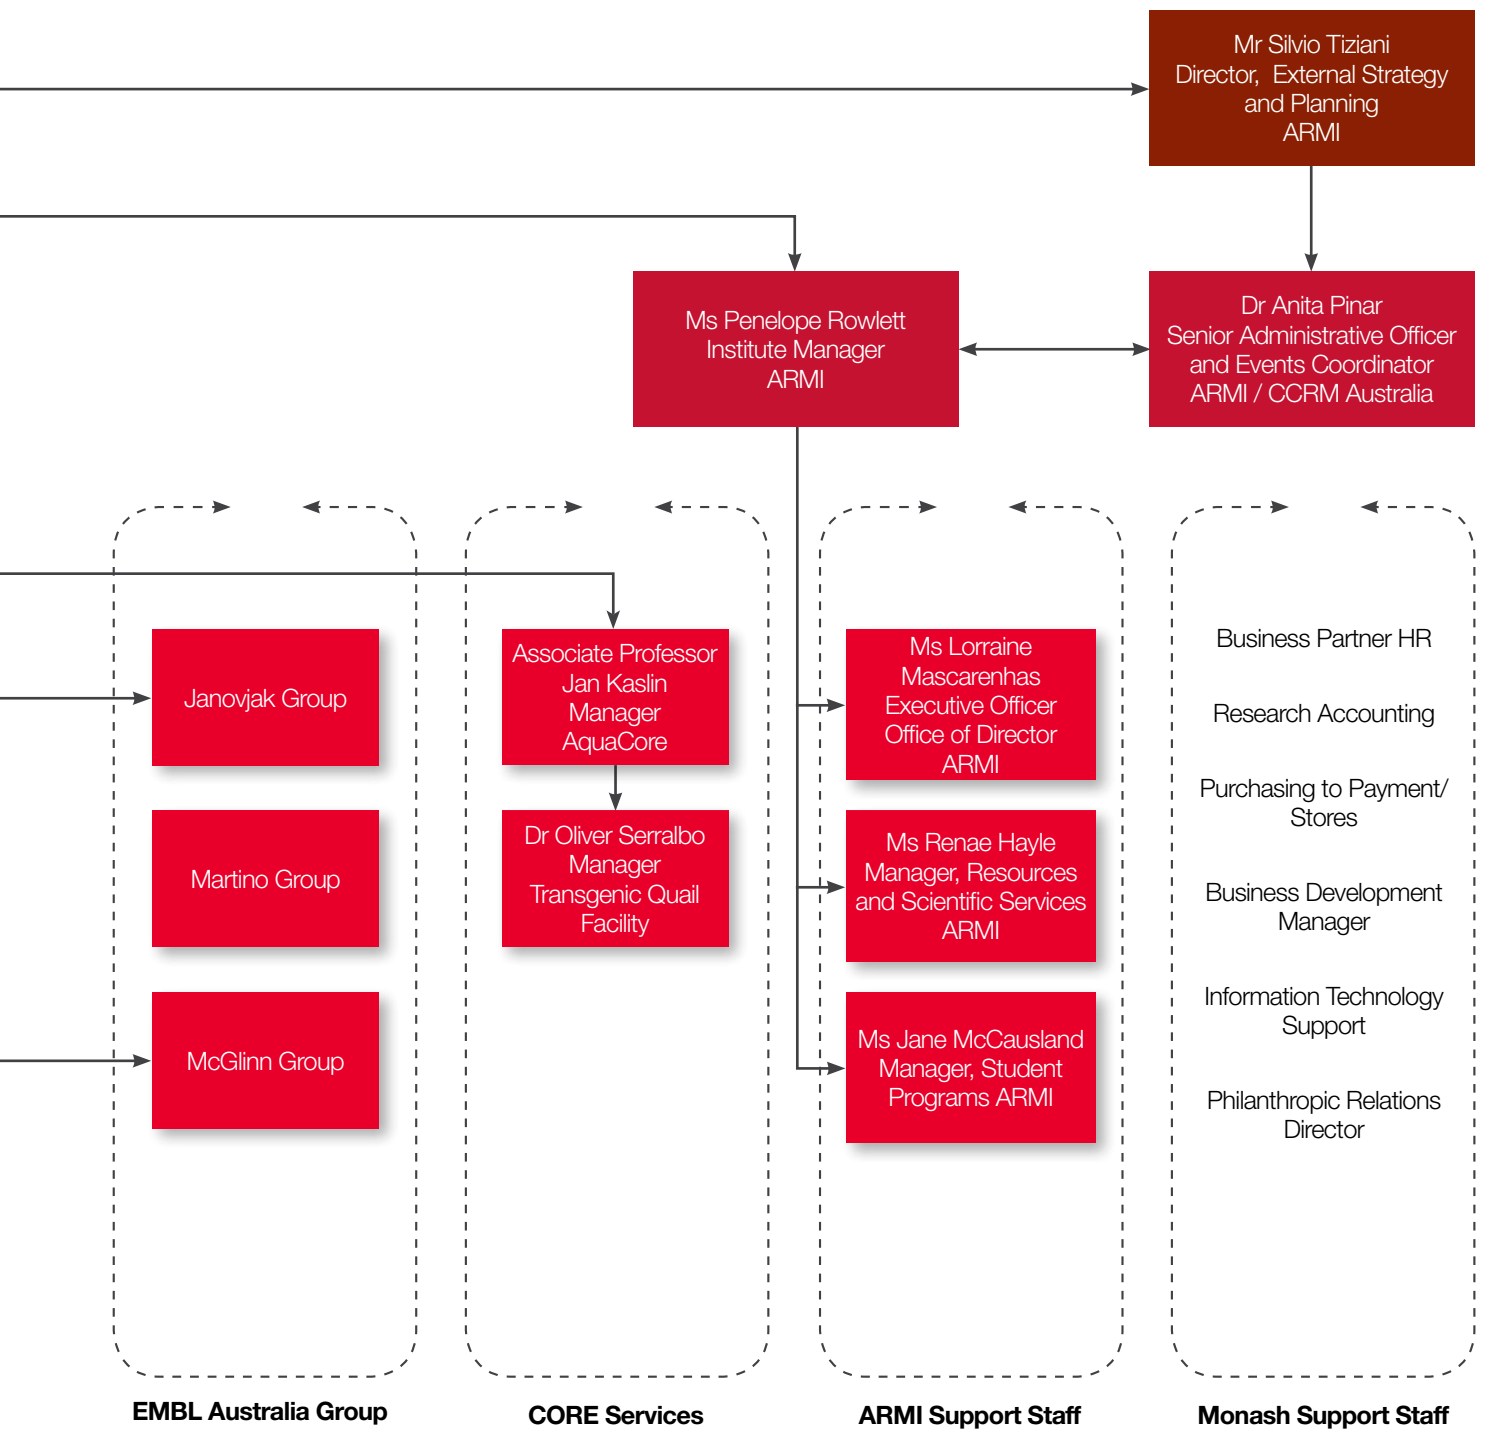 Mr Silvio Tiziani
Director, External Strategy
and Planning
ARMI
Ms Penelope Rowlett
Institute Manager
ARMI
Dr Anita Pinar
Senior Administrative Officer
and Events Coordinator
ARMI / CCRM Australia
Janovjak Group
Martino Group
McGlinn Group
EMBL Australia Group
Associate Professor
Jan Kaslin
Manager
AquaCore
Dr Oliver Serralbo
Manager
Transgenic Quail
Facility
CORE Services
Ms Lorraine
Mascarenhas
Executive Officer
Office of Director
ARMI
Ms Renae Hayle
Manager, Resources
and Scientific Services
ARMI
Ms Jane McCausland
Manager, Student
Programs ARMI
ARMI Support Staff
Business Partner HR
Research Accounting
Purchasing to Payment/
Stores
Business Development
Manager
Information Technology
Support
Philanthropic Relations
Director
Monash Support Staff